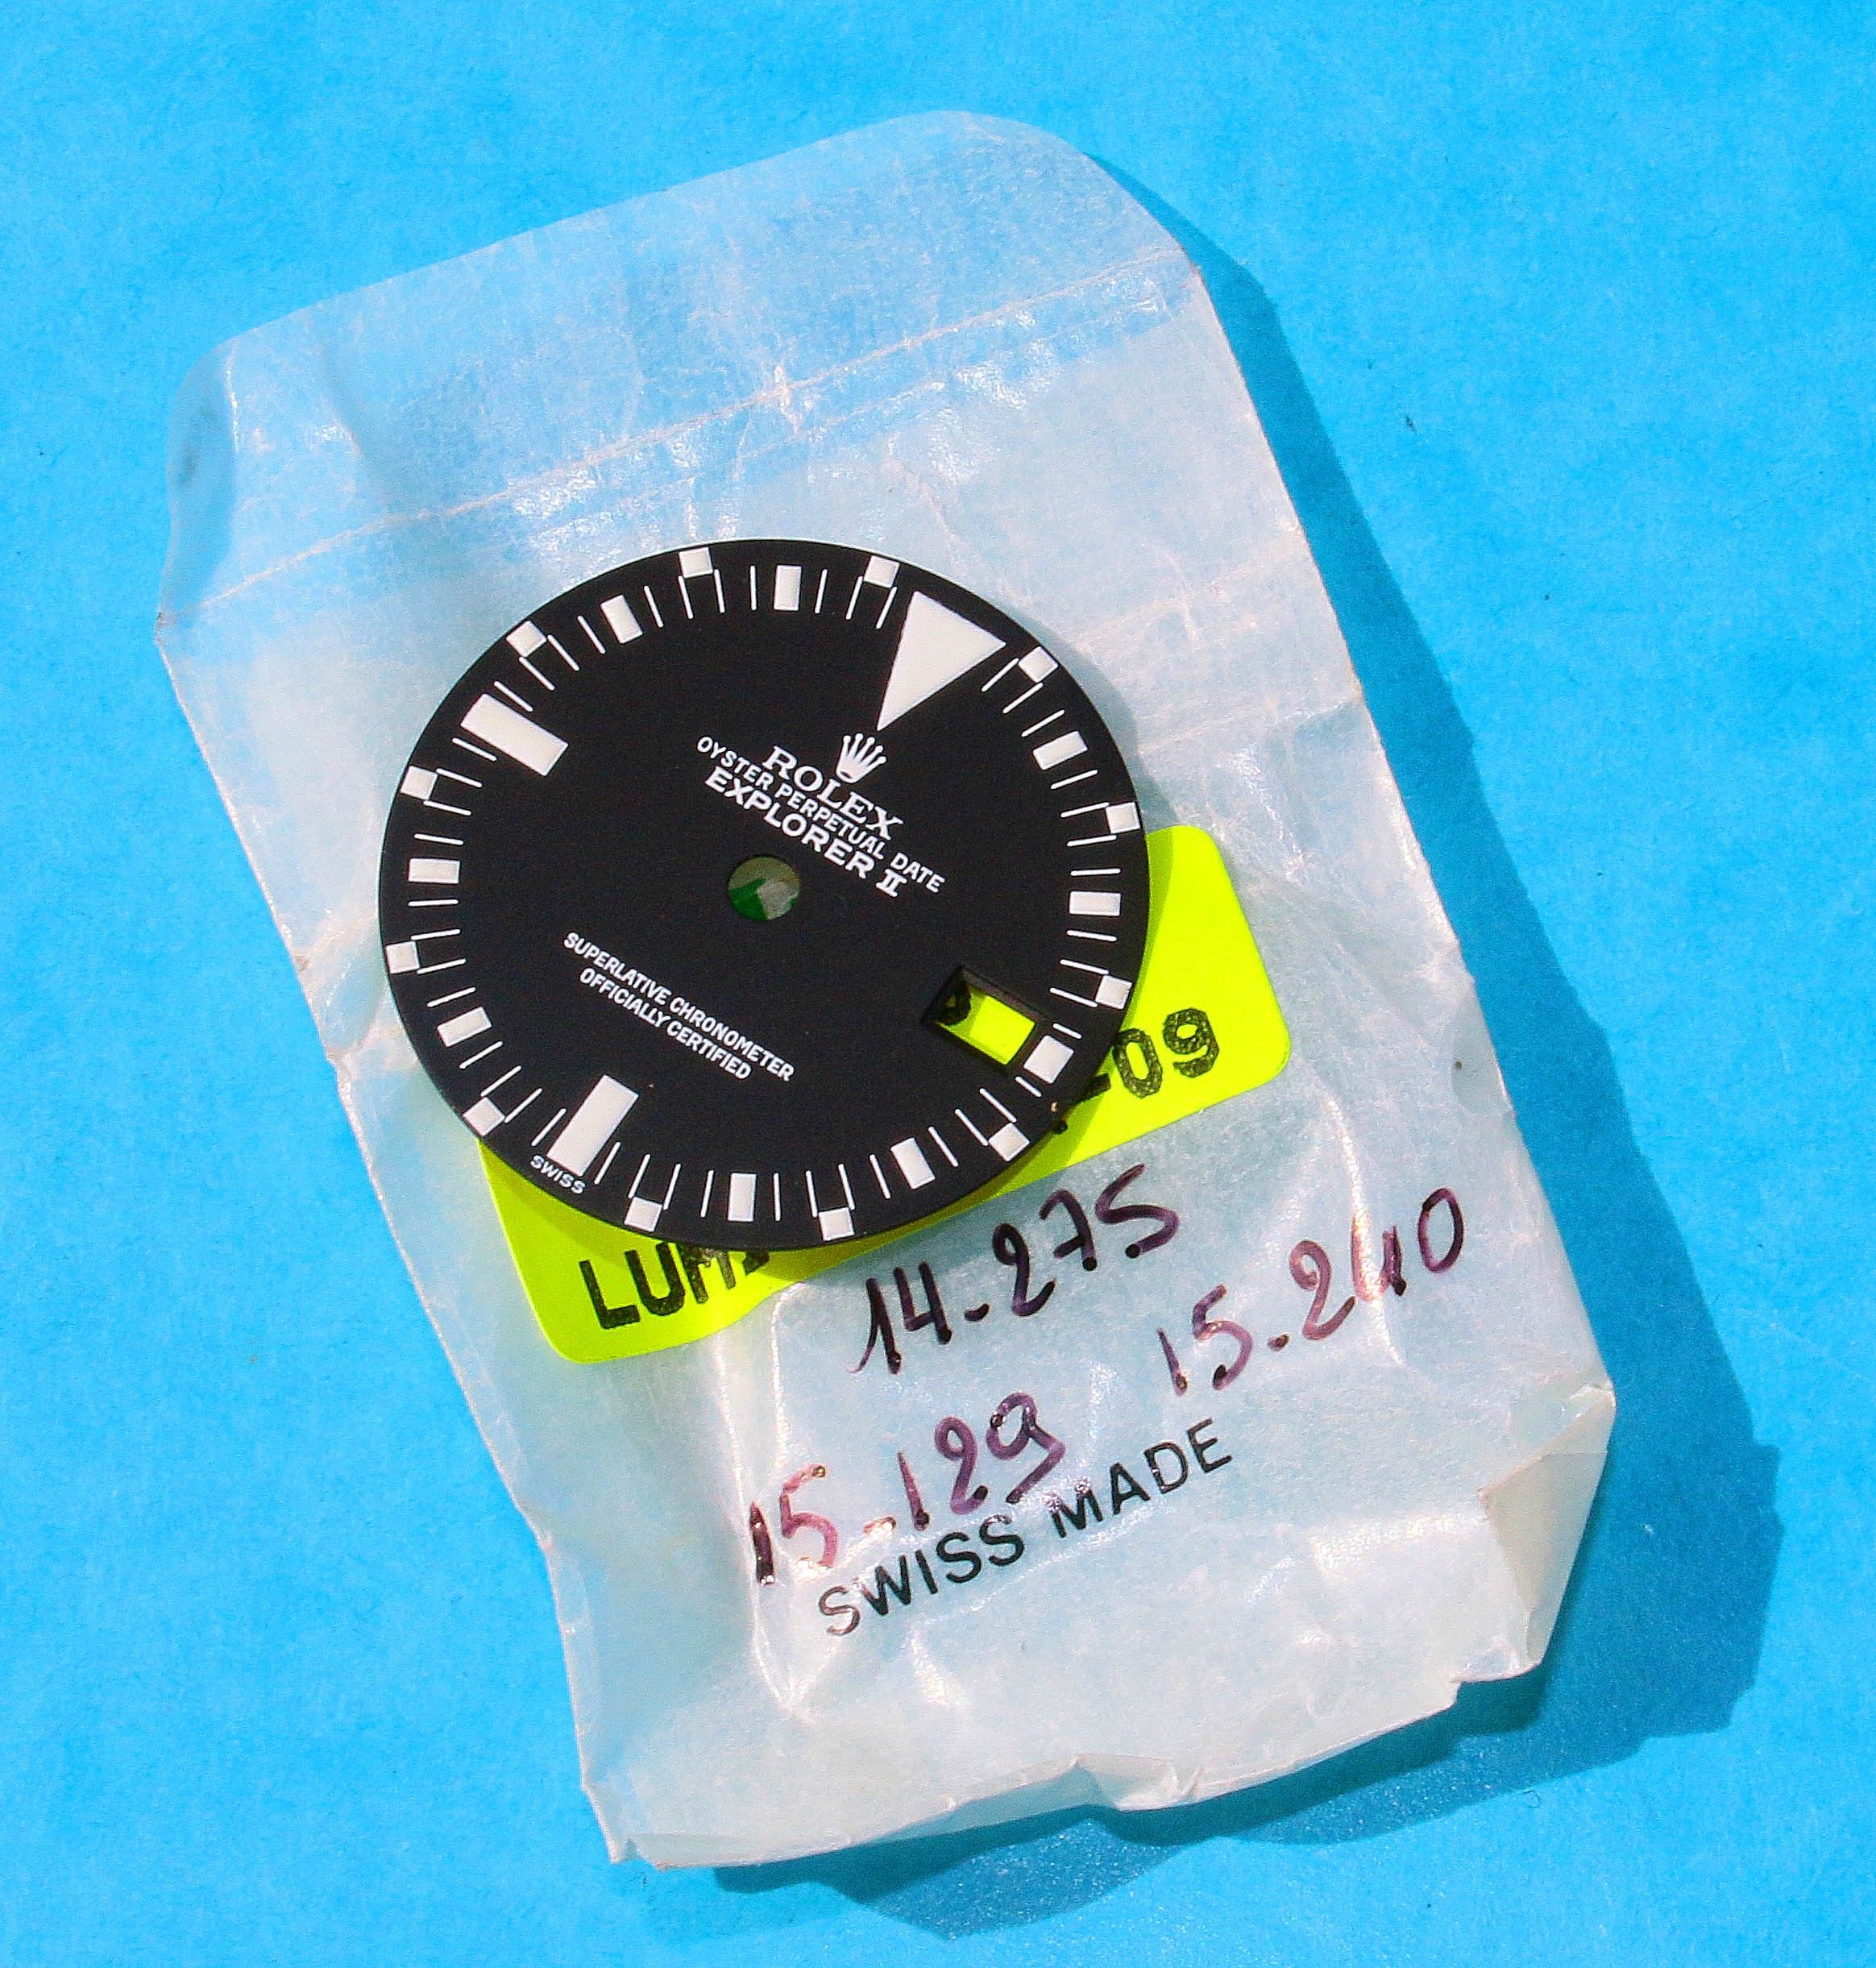 ROLEX
OYSTER PERPETUAL DATE
EXPLORER II
SUPERLATIVE CHRONOMETER
OFFICIALLY CERTIFIED
SWISS
-09
14-275
15-240
15-129
SWISS MADE